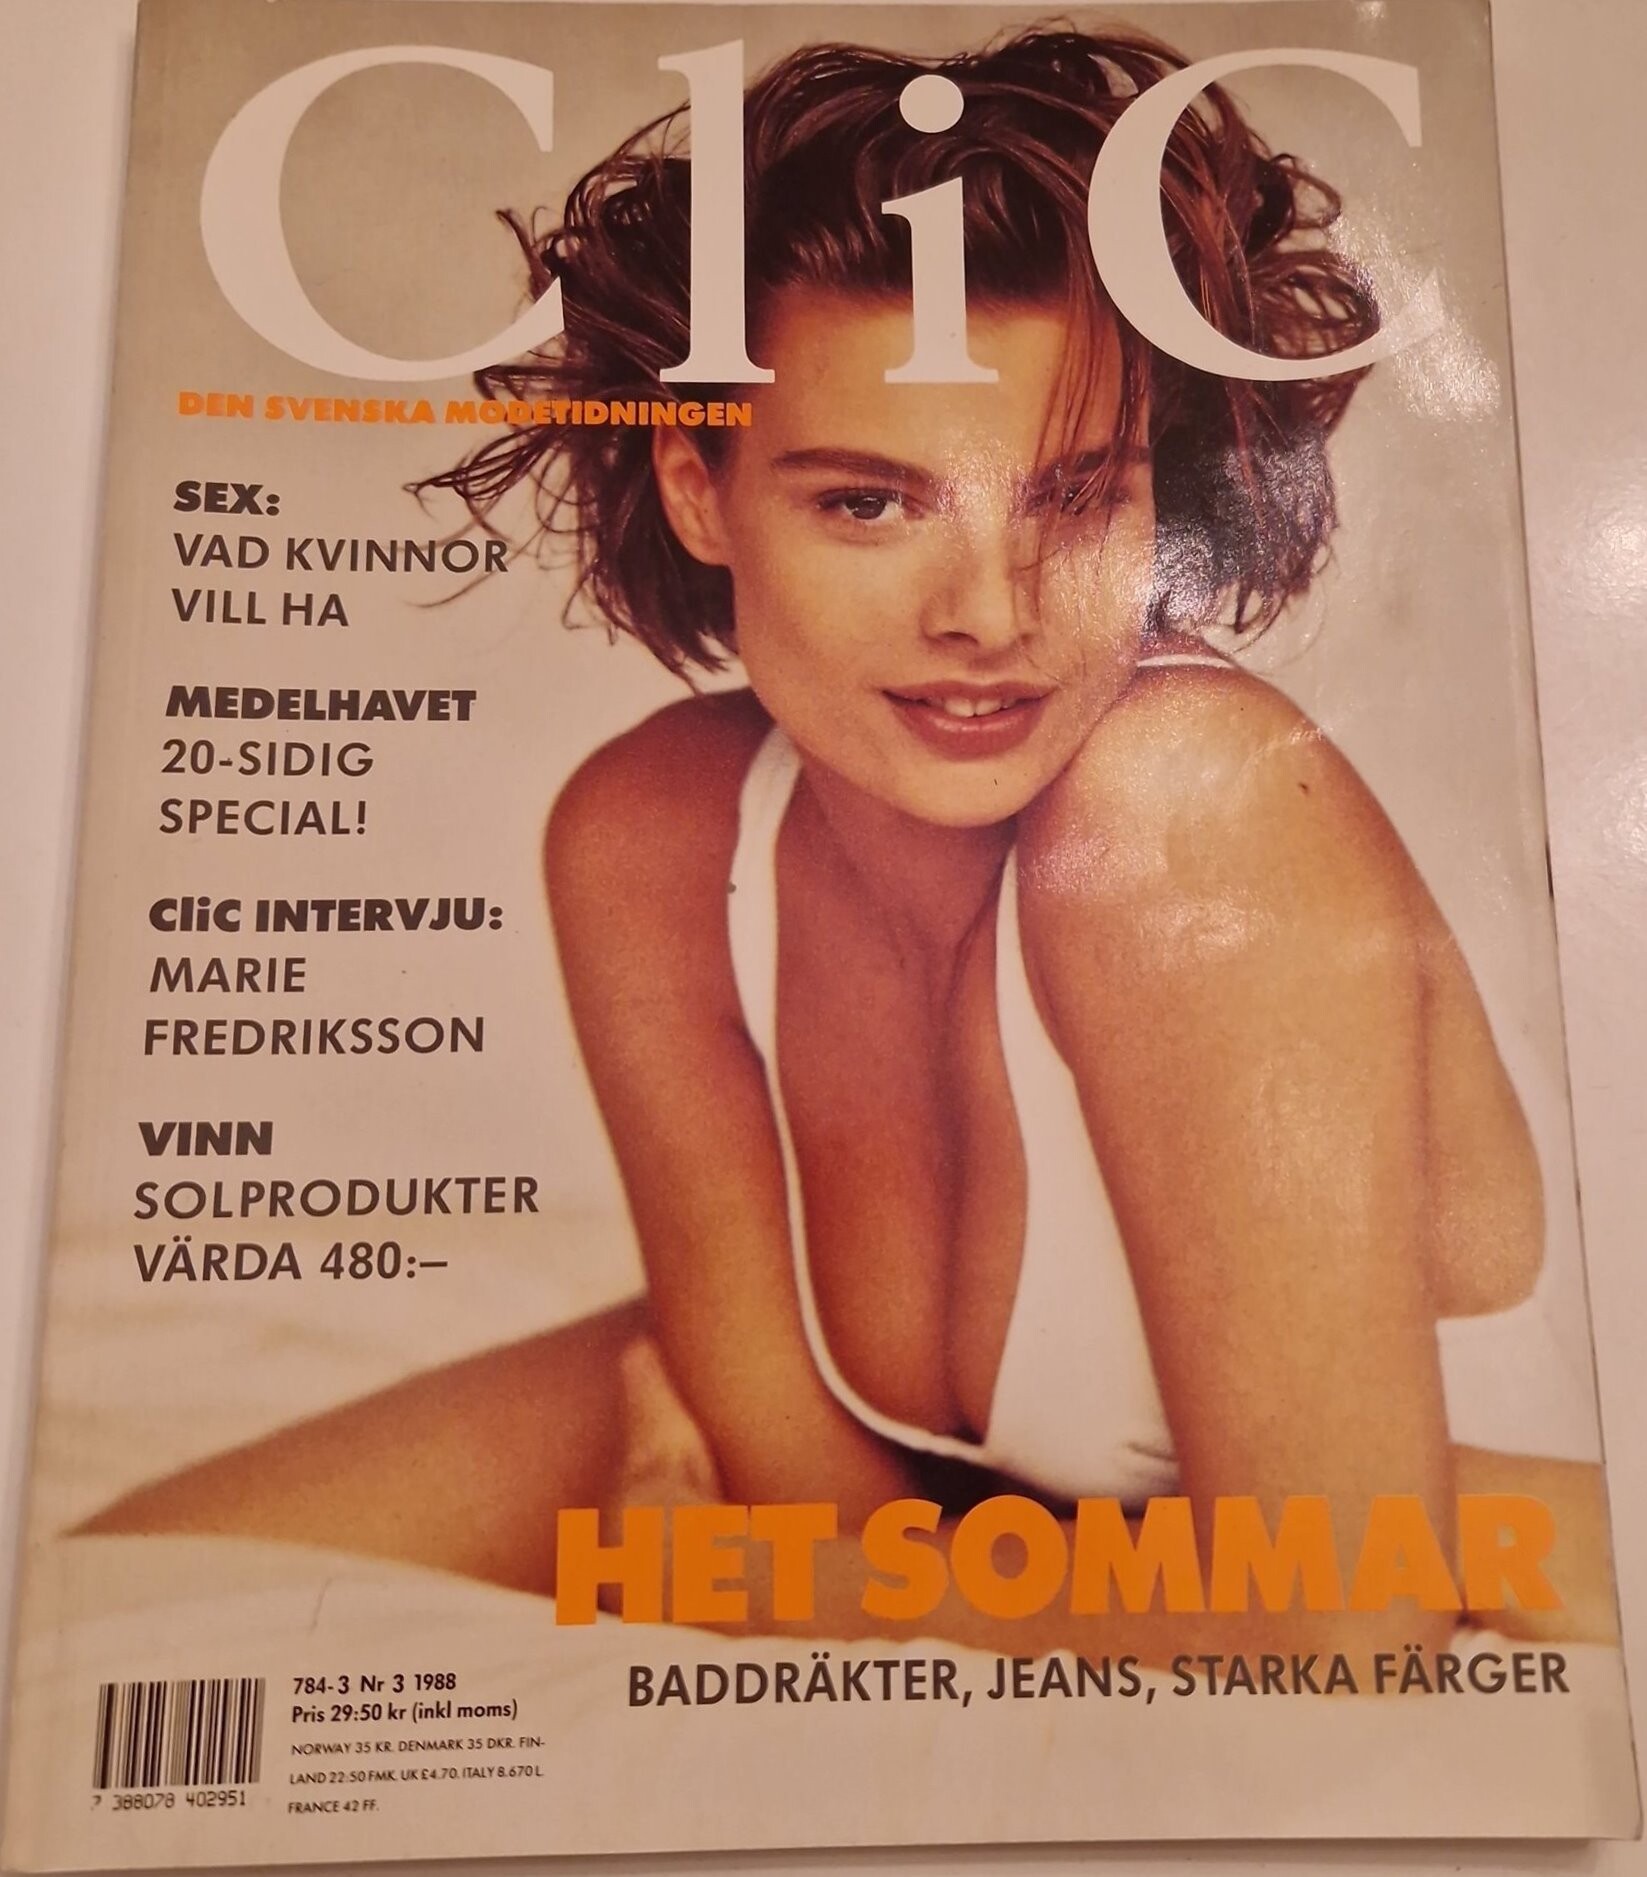 CliC
DEN SVENSKA MODETIDNINGEN
SEX:
VAD KVINNOR
VILL HA
MEDELHAVET
20-SIDIG
SPECIAL!
CliC INTERVJU:
MARIE
FREDRIKSSON
VINN
SOLPRODUKTER
VÄRDA 480:–
HET SOMMAR
BADDRÄKTER, JEANS, STARKA FÄRGER
784-3 Nr 3 1988
Pris 29:50 kr (inkl moms)
NORWAY 35 KR. DENMARK 35 DKR. FIN-
LAND 22:50 FMK. UK £4.70. ITALY 8.670 L.
FRANCE 42 FF.
7 388078 402951